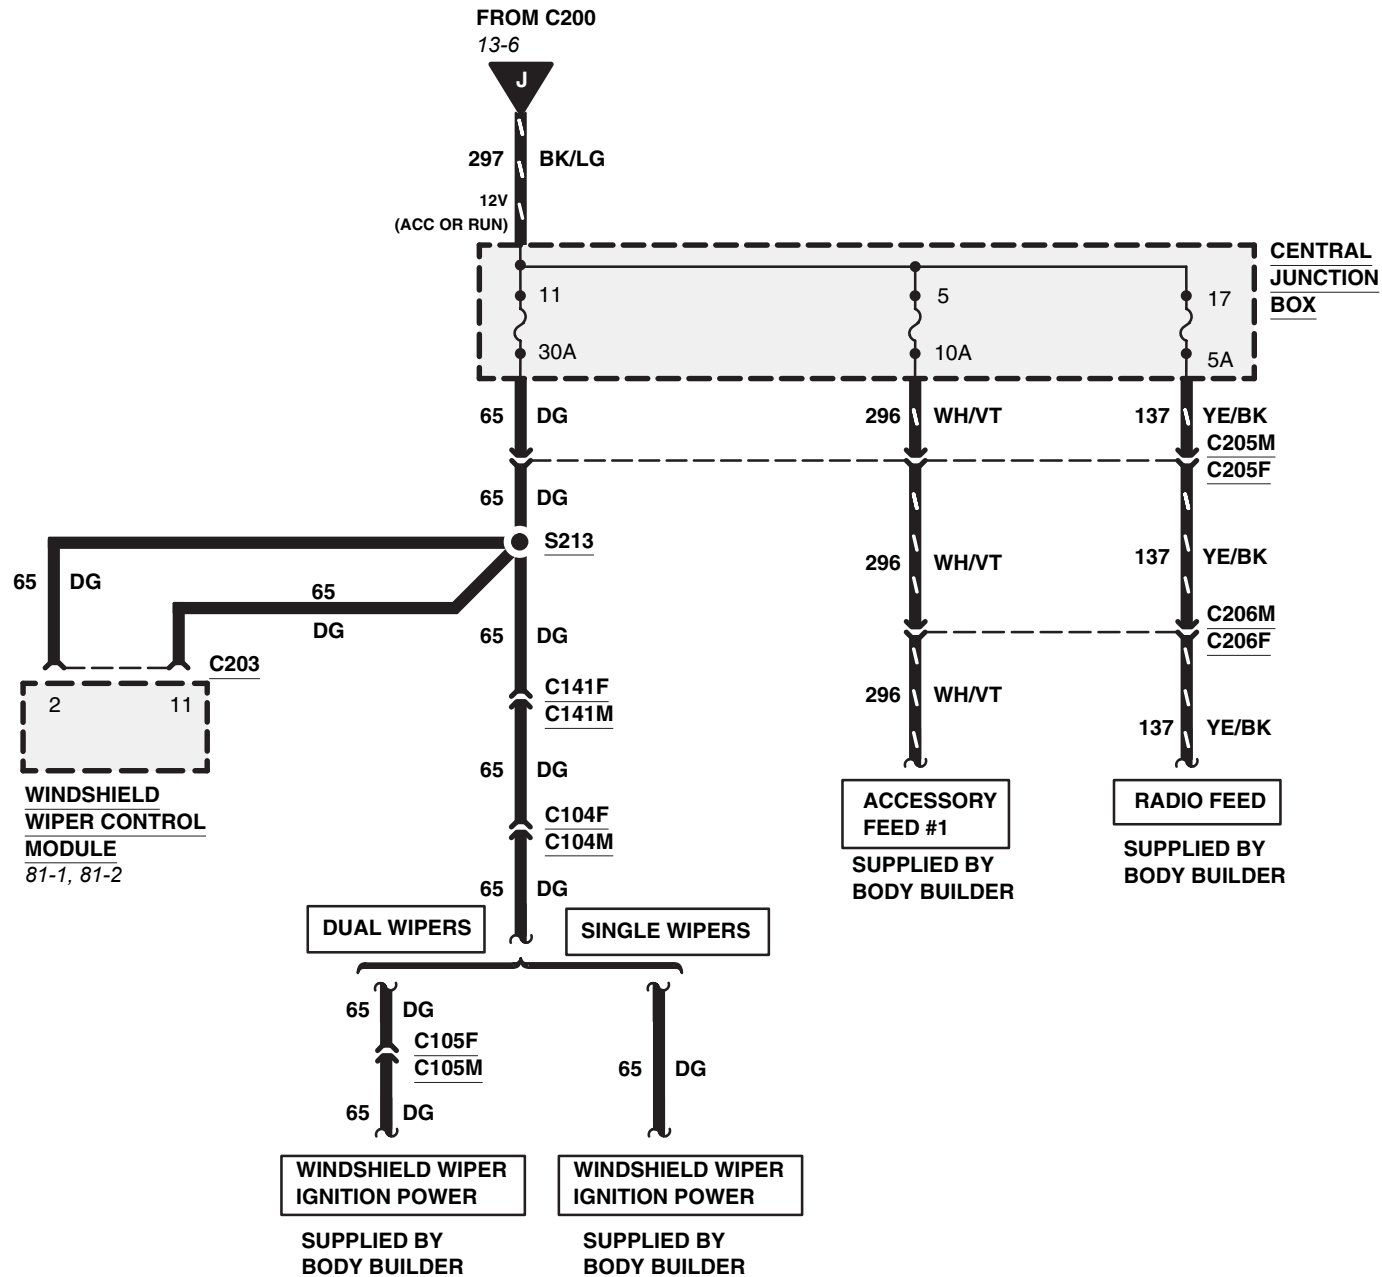 FROM C200
13-6
J
297 BK/LG
12V
(ACC OR RUN)
CENTRAL
JUNCTION
BOX
11 5 17
30A 10A 5A
65 DG 296 WH/VT 137 YE/BK
C205M
C205F
65 DG
S213
65 DG
65
DG
65 DG
296 WH/VT
137 YE/BK
C206M
C206F
C203
2 11
WINDSHIELD
WIPER CONTROL
MODULE
81-1, 81-2
C141F
C141M
296 WH/VT
137 YE/BK
65 DG
C104F
C104M
65 DG
ACCESSORY
FEED #1
SUPPLIED BY
BODY BUILDER
RADIO FEED
SUPPLIED BY
BODY BUILDER
DUAL WIPERS
SINGLE WIPERS
65 DG
C105F
C105M
65 DG
65 DG
WINDSHIELD WIPER
IGNITION POWER
SUPPLIED BY
BODY BUILDER
WINDSHIELD WIPER
IGNITION POWER
SUPPLIED BY
BODY BUILDER